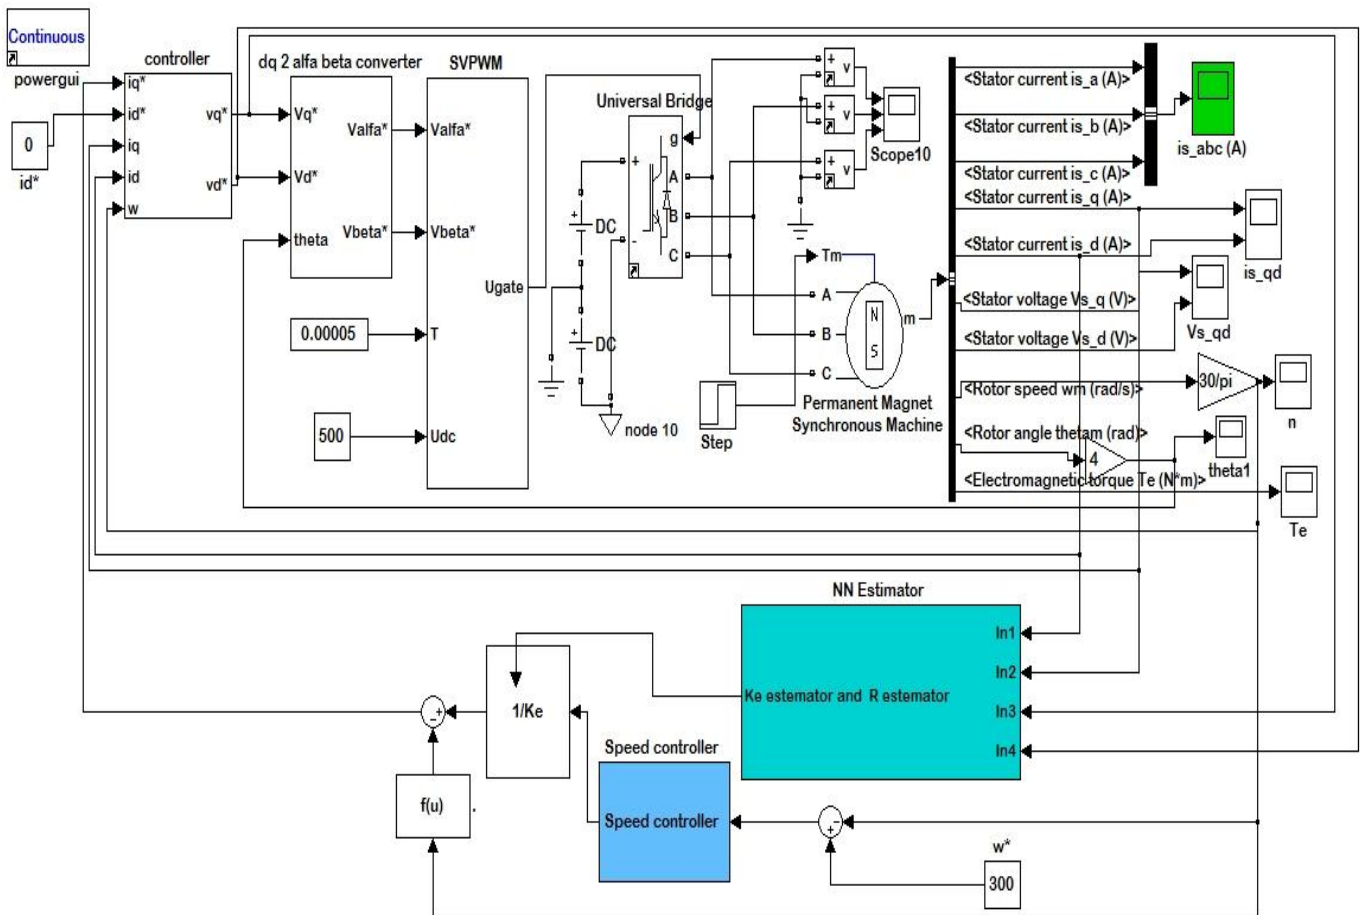 Continuous
powergui
controller
iq*
id*
iq
id
w
vq*
vd*
0
id*
dq 2 alfa beta converter
Vq*
Vd*
theta
Valfa*
Vbeta*
SVPWM
Valfa*
Vbeta*
T
Udc
Ugate
0.00005
500
Universal Bridge
g
+
-
A
B
C
+
DC
+
DC
node 10
+
v
-
+
v
-
+
v
-
Scope10
Step
Tm
A
B
C
N
S
m
Permanent Magnet
Synchronous Machine
<Stator current is_a (A)>
<Stator current is_b (A)>
<Stator current is_c (A)>
<Stator current is_q (A)>
<Stator current is_d (A)>
<Stator voltage Vs_q (V)>
<Stator voltage Vs_d (V)>
<Rotor speed wm (rad/s)>
<Rotor angle thetam (rad)>
<Electromagnetic torque Te (N*m)>
is_abc (A)
is_qd
Vs_qd
30/pi
n
4
theta1
Te
NN Estimator
In1
In2
In3
In4
Ke estemator and R estemator
1/Ke
-
+
f(u)
.
Speed controller
Speed controller
-
+
w*
300